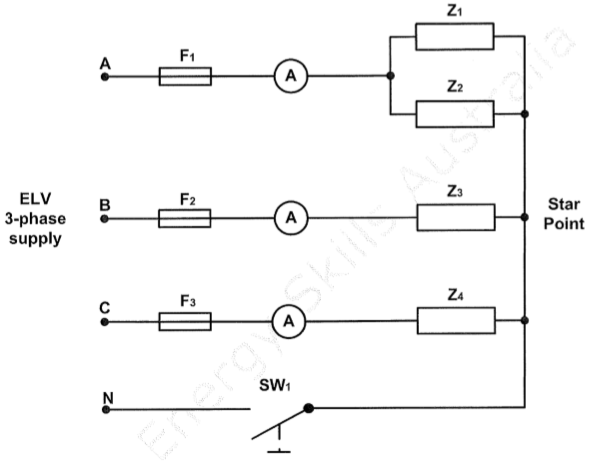 Z1
A
F1
A
Z2
ELV
3-phase
supply
B
F2
A
Z3
Star
Point
C
F3
A
Z4
N
SW1
Energy Skills Australia